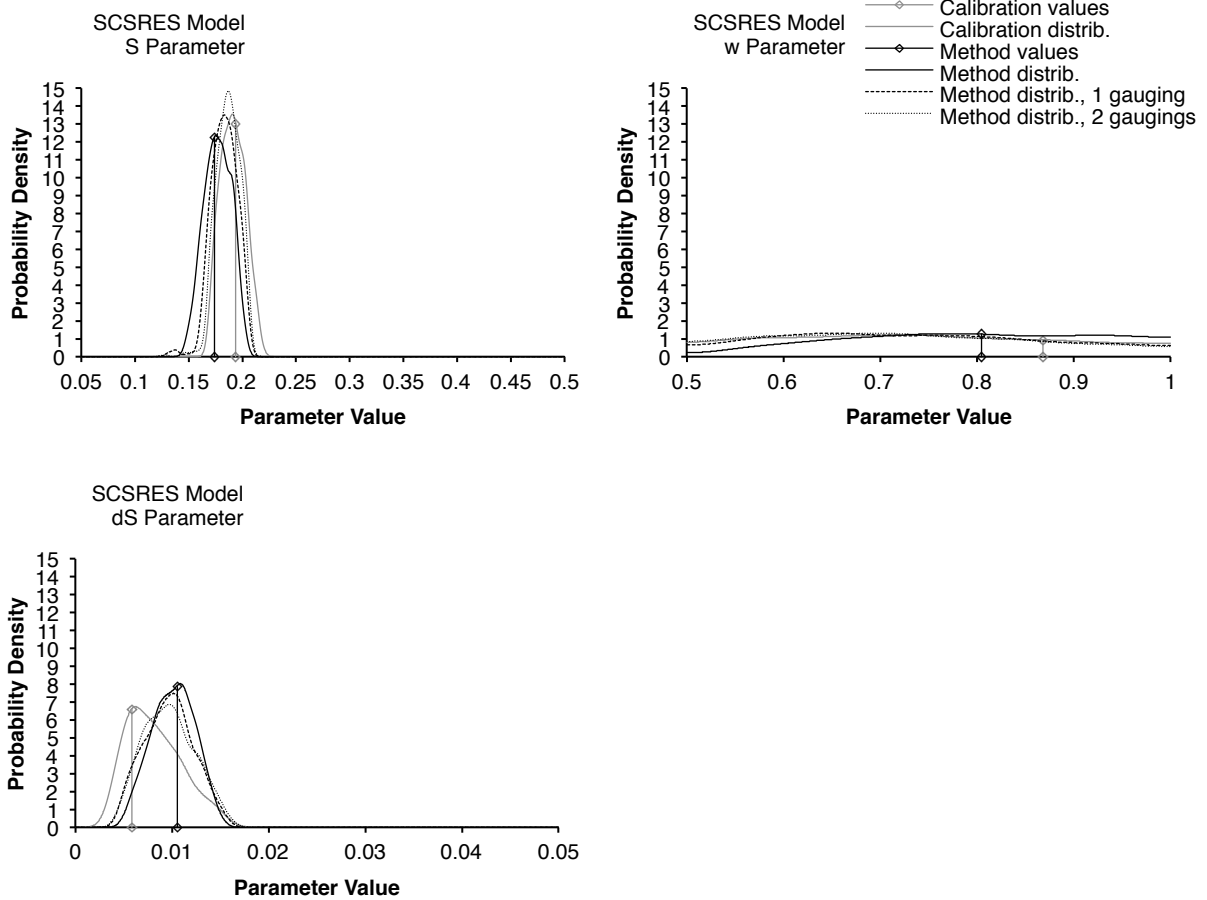 SCSRES Model
S Parameter
15
14
13
12
11
10
9
8
7
6
5
4
3
2
1
0
Probability Density
0.05 0.1 0.15 0.2 0.25 0.3 0.35 0.4 0.45 0.5
Parameter Value
SCSRES Model
w Parameter
Calibration values
Calibration distrib.
Method values
Method distrib.
Method distrib., 1 gauging
Method distrib., 2 gaugings
15
14
13
12
11
10
9
8
7
6
5
4
3
2
1
0
Probability Density
0.5 0.6 0.7 0.8 0.9 1
Parameter Value
SCSRES Model
dS Parameter
15
14
13
12
11
10
9
8
7
6
5
4
3
2
1
0
Probability Density
0 0.01 0.02 0.03 0.04 0.05
Parameter Value